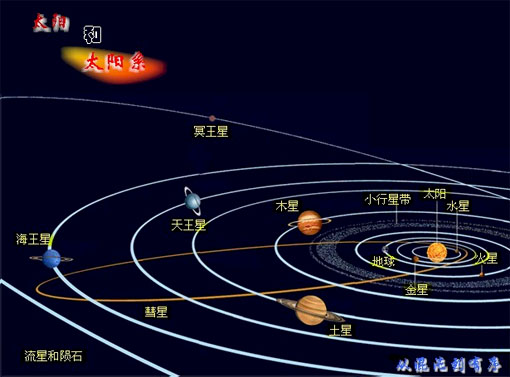 太阳
和
太阳系
冥王星
天王星
木星
小行星带
太阳
水星
海王星
地球
火星
金星
彗星
土星
流星和陨石
从混沌到有序